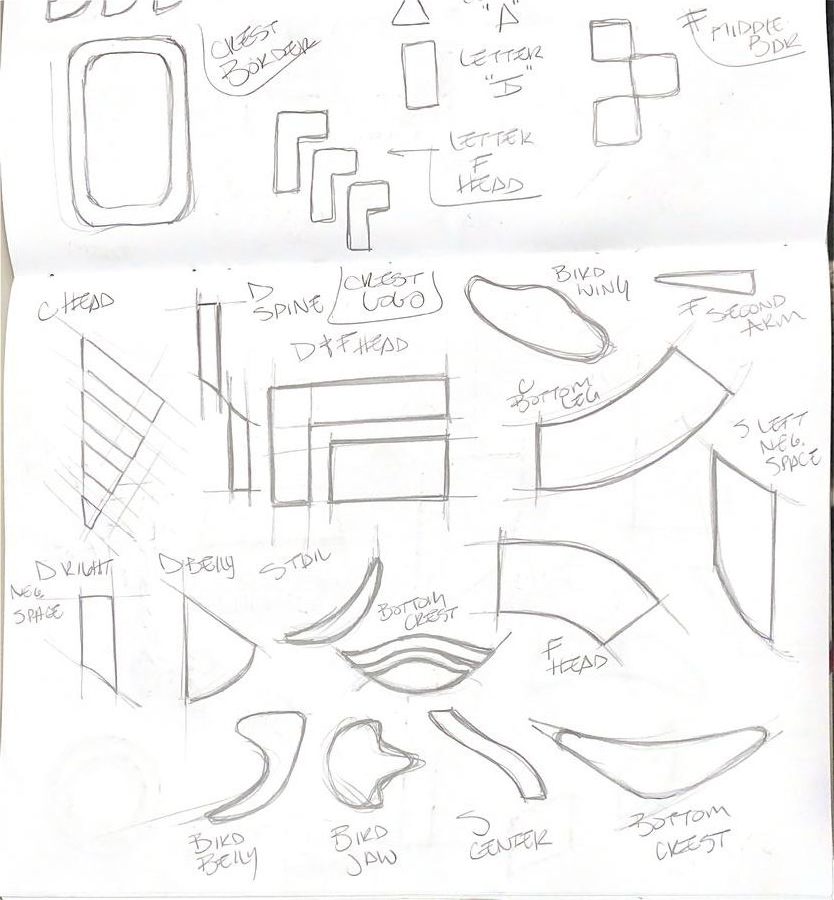 "A"
CREST
BORDER
LETTER
"D"
# MIDDLE
BDR
LETTER
F
HEAD
C HEAD
D
SPINE
CREST
LOGO
BIRD
WING
F SECOND
ARM
D & F HEAD
C
BOTTOM
LEG
S LEFT
NEG.
SPACE
D RIGHT
NEG
SPACE
D BELLY
S TAIL
BOTTOM
CREST
F
HEAD
BIRD
BELLY
BIRD
JAW
S
CENTER
BOTTOM
CREST